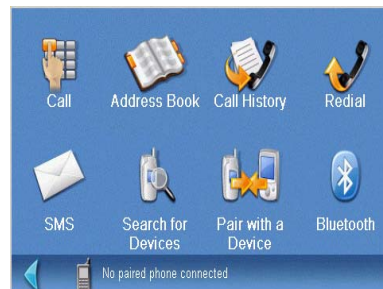 Call Address Book Call History Redial
SMS Search for Devices Pair with a Device Bluetooth
No paired phone connected